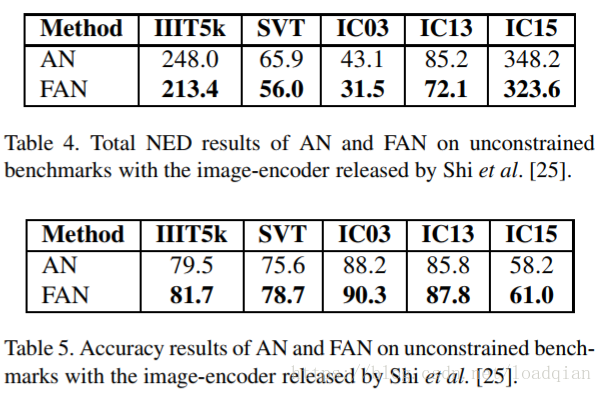 Method IIIT5k SVT IC03 IC13 IC15
AN 248.0 65.9 43.1 85.2 348.2
FAN 213.4 56.0 31.5 72.1 323.6
Table 4. Total NED results of AN and FAN on unconstrained
benchmarks with the image-encoder released by Shi et al. [25].
Method IIIT5k SVT IC03 IC13 IC15
AN 79.5 75.6 88.2 85.8 58.2
FAN 81.7 78.7 90.3 87.8 61.0
Table 5. Accuracy results of AN and FAN on unconstrained bench-
marks with the image-encoder released by Shi et al. [25].